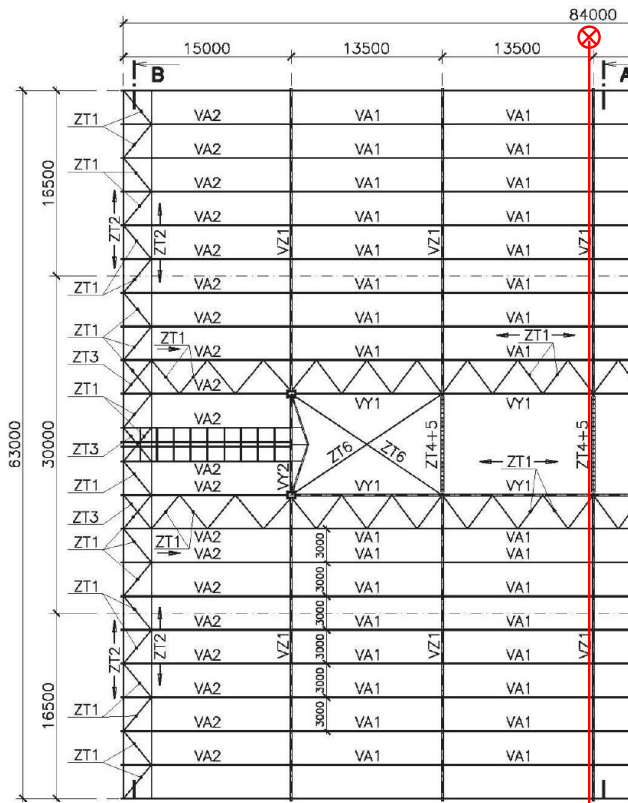 84000
15000 13500 13500
B A
ZT1 VA2 VA1 VA1
VA2 VA1 VA1
ZT1 VA2 VA1 VA1
16500
ZT2 ZT2 VA2 VZ1 VA1 VZ1 VA1 VZ1
VA2 VA1 VA1
ZT1 VA2 VA1 VA1
ZT1 VA2 VA1 VA1
ZT1 ZT1
ZT3 VA2 VA1 VA1
ZT1 VA2
VY1 VY1
VA2
63000 30000
ZT3 ZT6 ZT6 ZT4+5 ZT4+5
VA2 VY2 ZT1
ZT1 VA2 VY1 VY1
ZT3
ZT1 ZT1 VA2 VA1 VA1
VA2 3000 VA1 VA1
VA2 3000 VA1 VA1
ZT1
VA2 3000 VA1 VA1
ZT2 ZT2 VA2 VZ1 3000 VA1 VZ1 VA1 VZ1
VA2 3000 VA1 VA1
16500
ZT1 VA2 3000 VA1 VA1
ZT1 VA2 VA1 VA1